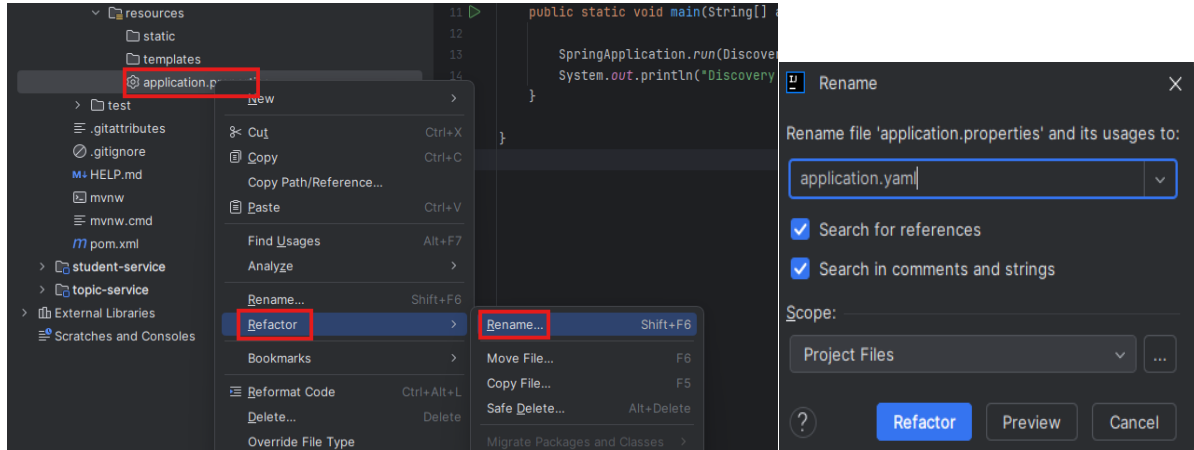 resources
static
templates
application.p
test
.gitattributes
.gitignore
M↓ HELP.md
mvnw
mvnw.cmd
m pom.xml
student-service
topic-service
External Libraries
Scratches and Consoles
11 public static void main(String[] a
12
13 SpringApplication.run(Discover
14 System.out.println("Discovery
}
}
New
Cut Ctrl+X
Copy Ctrl+C
Copy Path/Reference...
Paste Ctrl+V
Find Usages Alt+F7
Analyze
Rename... Shift+F6
Refactor
Bookmarks
Reformat Code Ctrl+Alt+L
Delete... Delete
Override File Type
Rename... Shift+F6
Move File... F6
Copy File... F5
Safe Delete... Alt+Delete
Migrate Packages and Classes
IJ Rename
Rename file 'application.properties' and its usages to:
application.yaml
Search for references
Search in comments and strings
Scope:
Project Files ...
? Refactor Preview Cancel